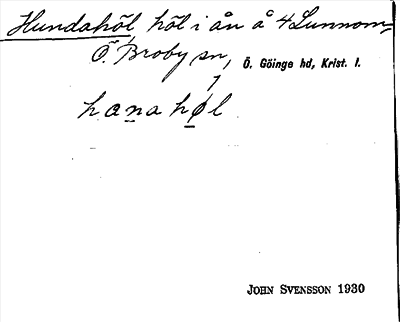 Hundahöl, höl i ån å 4 Lunnom,
Ö. Broby sn, Ö. Göinge hd, Krist. l.
hanahøl
JOHN SVENSSON 1930